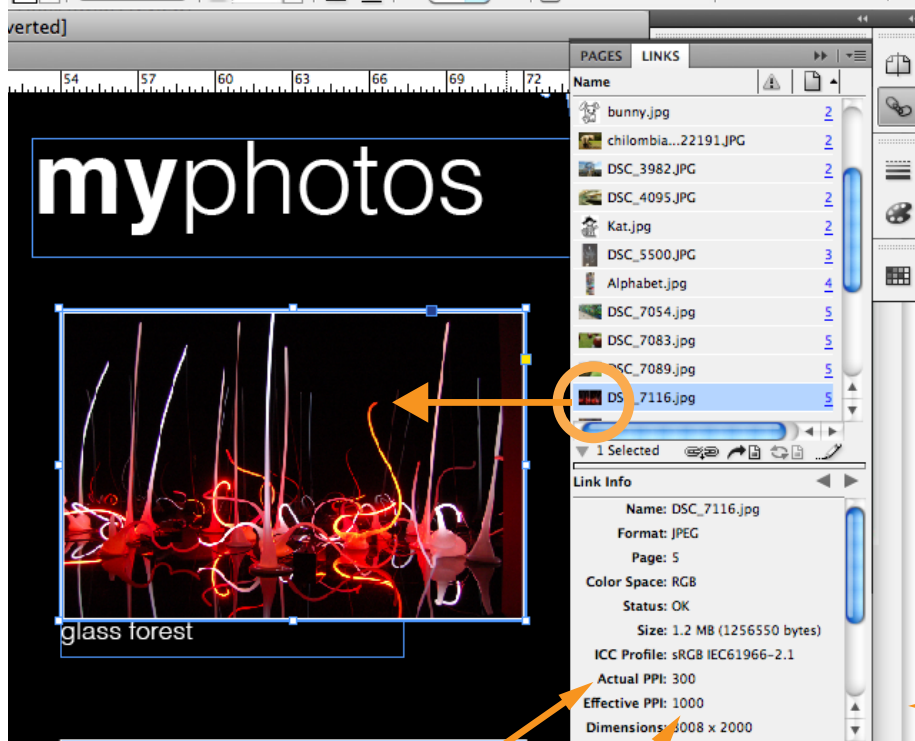 verted]
54 57 60 63 66 69 72
PAGES LINKS
Name
bunny.jpg 2
chilombia...22191.JPG 2
DSC_3982.JPG 2
DSC_4095.JPG 2
Kat.jpg 2
DSC_5500.JPG 3
Alphabet.jpg 4
DSC_7054.jpg 5
DSC_7083.jpg 5
DSC_7089.jpg 5
DSC_7116.jpg 5
1 Selected
Link Info
Name: DSC_7116.jpg
Format: JPEG
Page: 5
Color Space: RGB
Status: OK
Size: 1.2 MB (1256550 bytes)
ICC Profile: sRGB IEC61966-2.1
Actual PPI: 300
Effective PPI: 1000
Dimensions: 3008 x 2000
myphotos
glass forest